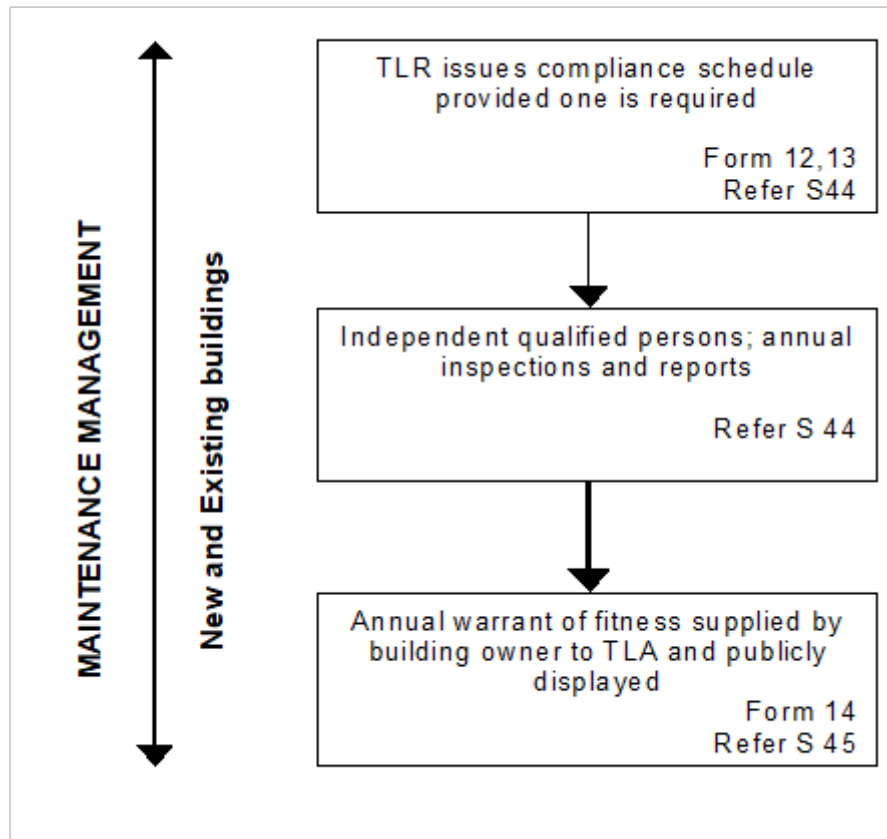 MAINTENANCE MANAGEMENT
New and Existing buildings
TLR issues compliance schedule
provided one is required
Form 12,13
Refer S44
Independent qualified persons; annual
inspections and reports
Refer S 44
Annual warrant of fitness supplied by
building owner to TLA and publicly
displayed
Form 14
Refer S 45